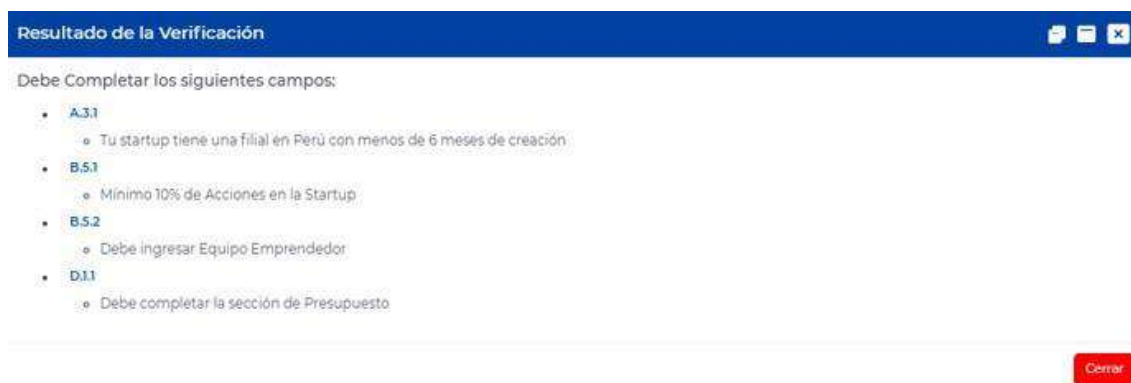 Resultado de la Verificación
Debe Completar los siguientes campos:
A.3.1
Tu startup tiene una filial en Perú con menos de 6 meses de creación
B.5.1
Mínimo 10% de Acciones en la Startup
B.5.2
Debe ingresar Equipo Emprendedor
D.1.1
Debe completar la sección de Presupuesto
Cerrar